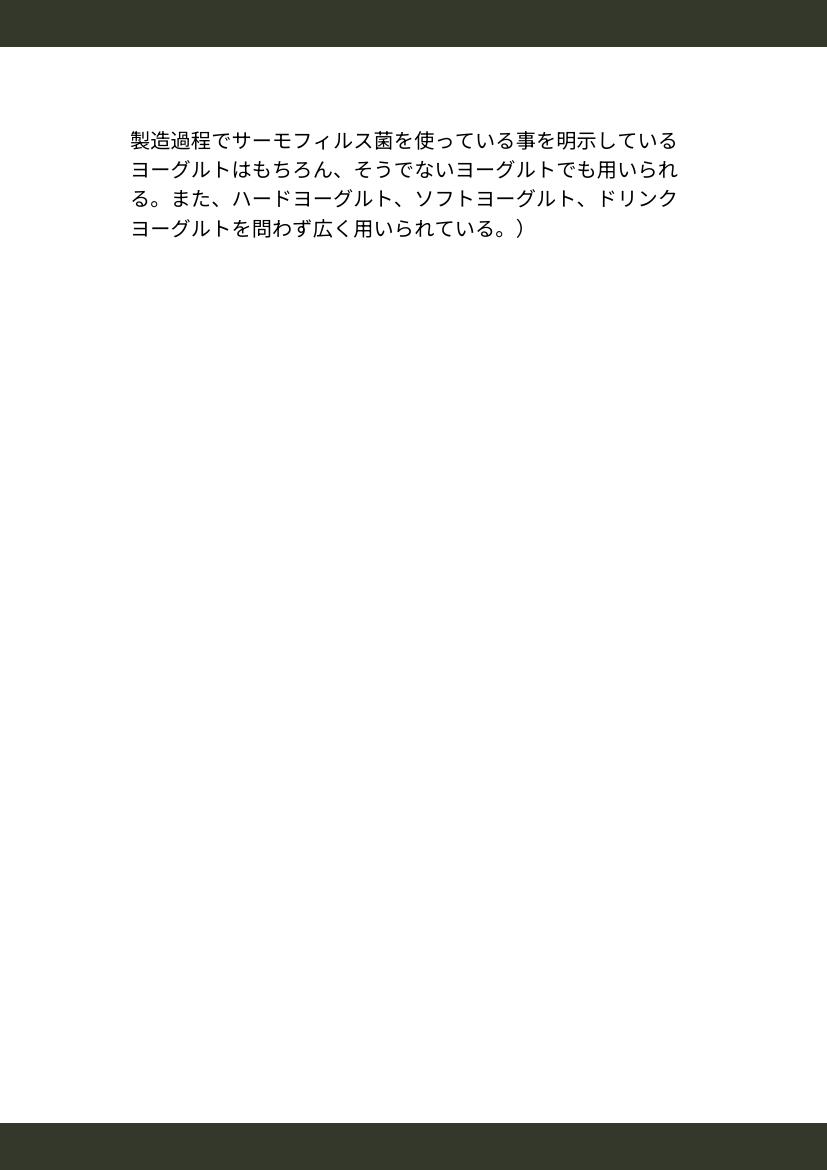 製造過程でサーモフィルス菌を使っている事を明示している
ヨーグルトはもちろん、そうでないヨーグルトでも用いられ
る。また、ハードヨーグルト、ソフトヨーグルト、ドリンク
ヨーグルトを問わず広く用いられている。）